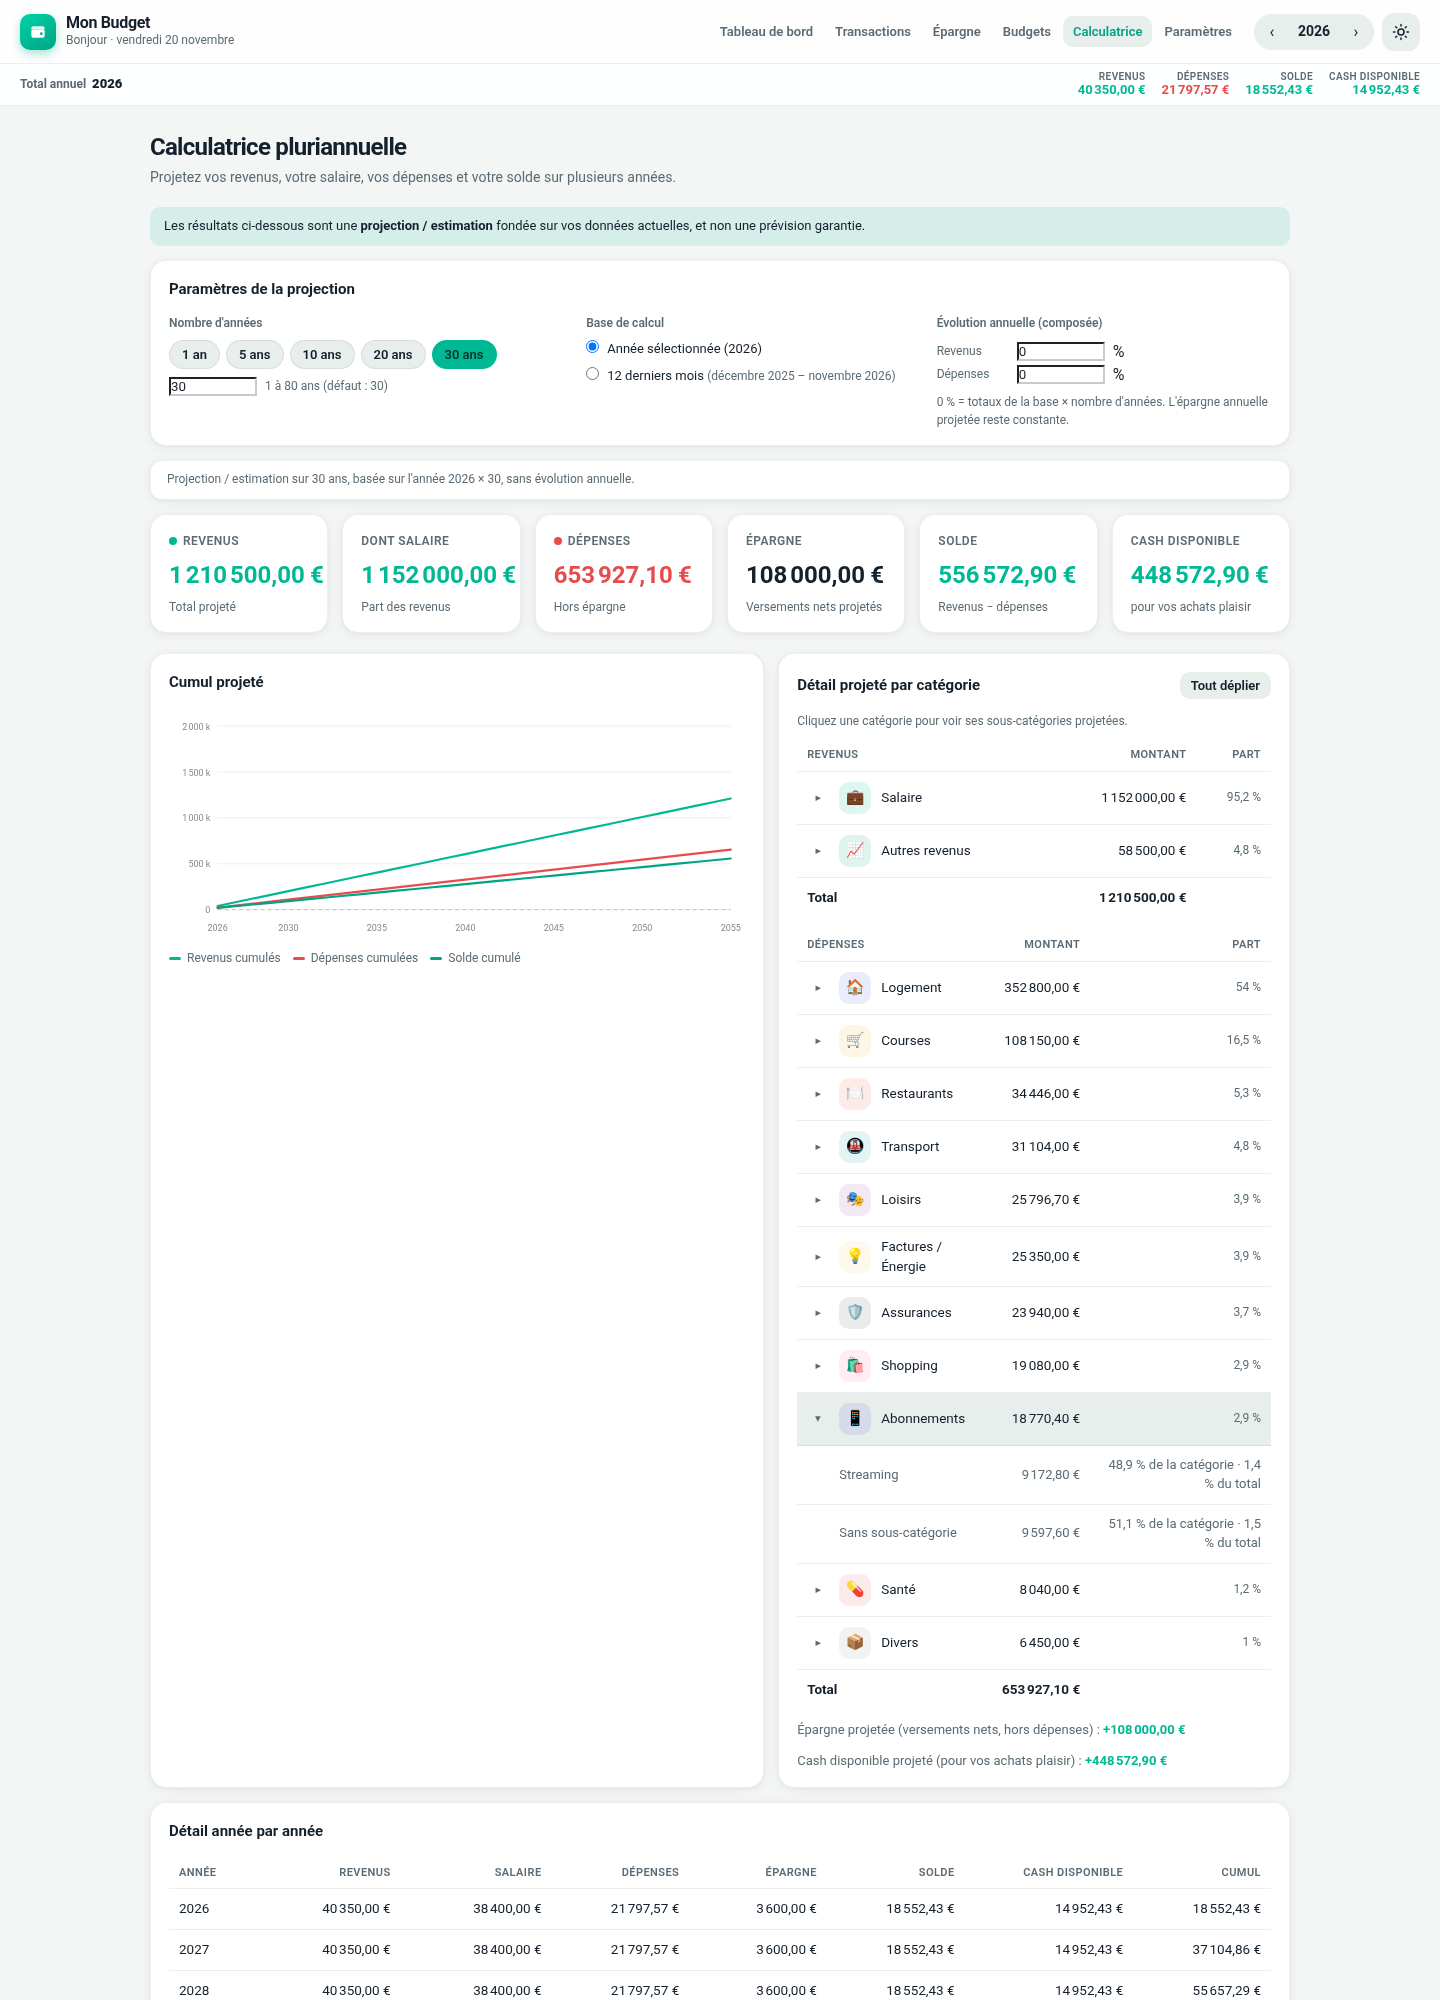 Mon Budget
Bonjour · vendredi 20 novembre
Tableau de bord
Transactions
Épargne
Budgets
Calculatrice
Paramètres
‹ 2026 ›
Total annuel 2026
REVENUS
40 350,00 €
DÉPENSES
21 797,57 €
SOLDE
18 552,43 €
CASH DISPONIBLE
14 952,43 €
Calculatrice pluriannuelle
Projetez vos revenus, votre salaire, vos dépenses et votre solde sur plusieurs années.
Les résultats ci-dessous sont une projection / estimation fondée sur vos données actuelles, et non une prévision garantie.
Paramètres de la projection
Nombre d'années
1 an
5 ans
10 ans
20 ans
30 ans
30
1 à 80 ans (défaut : 30)
Base de calcul
Année sélectionnée (2026)
12 derniers mois (décembre 2025 – novembre 2026)
Évolution annuelle (composée)
Revenus 0 %
Dépenses 0 %
0 % = totaux de la base × nombre d'années. L'épargne annuelle
projetée reste constante.
Projection / estimation sur 30 ans, basée sur l'année 2026 × 30, sans évolution annuelle.
REVENUS
1 210 500,00 €
Total projeté
DONT SALAIRE
1 152 000,00 €
Part des revenus
DÉPENSES
653 927,10 €
Hors épargne
ÉPARGNE
108 000,00 €
Versements nets projetés
SOLDE
556 572,90 €
Revenus − dépenses
CASH DISPONIBLE
448 572,90 €
pour vos achats plaisir
Cumul projeté
2 000 k
1 500 k
1 000 k
500 k
0
2026 2030 2035 2040 2045 2050 2055
Revenus cumulés
Dépenses cumulées
Solde cumulé
Détail projeté par catégorie
Tout déplier
Cliquez une catégorie pour voir ses sous-catégories projetées.
REVENUS MONTANT PART
Salaire 1 152 000,00 € 95,2 %
Autres revenus 58 500,00 € 4,8 %
Total 1 210 500,00 €
DÉPENSES MONTANT PART
Logement 352 800,00 € 54 %
Courses 108 150,00 € 16,5 %
Restaurants 34 446,00 € 5,3 %
Transport 31 104,00 € 4,8 %
Loisirs 25 796,70 € 3,9 %
Factures /
Énergie 25 350,00 € 3,9 %
Assurances 23 940,00 € 3,7 %
Shopping 19 080,00 € 2,9 %
Abonnements 18 770,40 € 2,9 %
Streaming 9 172,80 € 48,9 % de la catégorie · 1,4
% du total
Sans sous-catégorie 9 597,60 € 51,1 % de la catégorie · 1,5
% du total
Santé 8 040,00 € 1,2 %
Divers 6 450,00 € 1 %
Total 653 927,10 €
Épargne projetée (versements nets, hors dépenses) : +108 000,00 €
Cash disponible projeté (pour vos achats plaisir) : +448 572,90 €
Détail année par année
ANNÉE REVENUS SALAIRE DÉPENSES ÉPARGNE SOLDE CASH DISPONIBLE CUMUL
2026 40 350,00 € 38 400,00 € 21 797,57 € 3 600,00 € 18 552,43 € 14 952,43 € 18 552,43 €
2027 40 350,00 € 38 400,00 € 21 797,57 € 3 600,00 € 18 552,43 € 14 952,43 € 37 104,86 €
2028 40 350,00 € 38 400,00 € 21 797,57 € 3 600,00 € 18 552,43 € 14 952,43 € 55 657,29 €